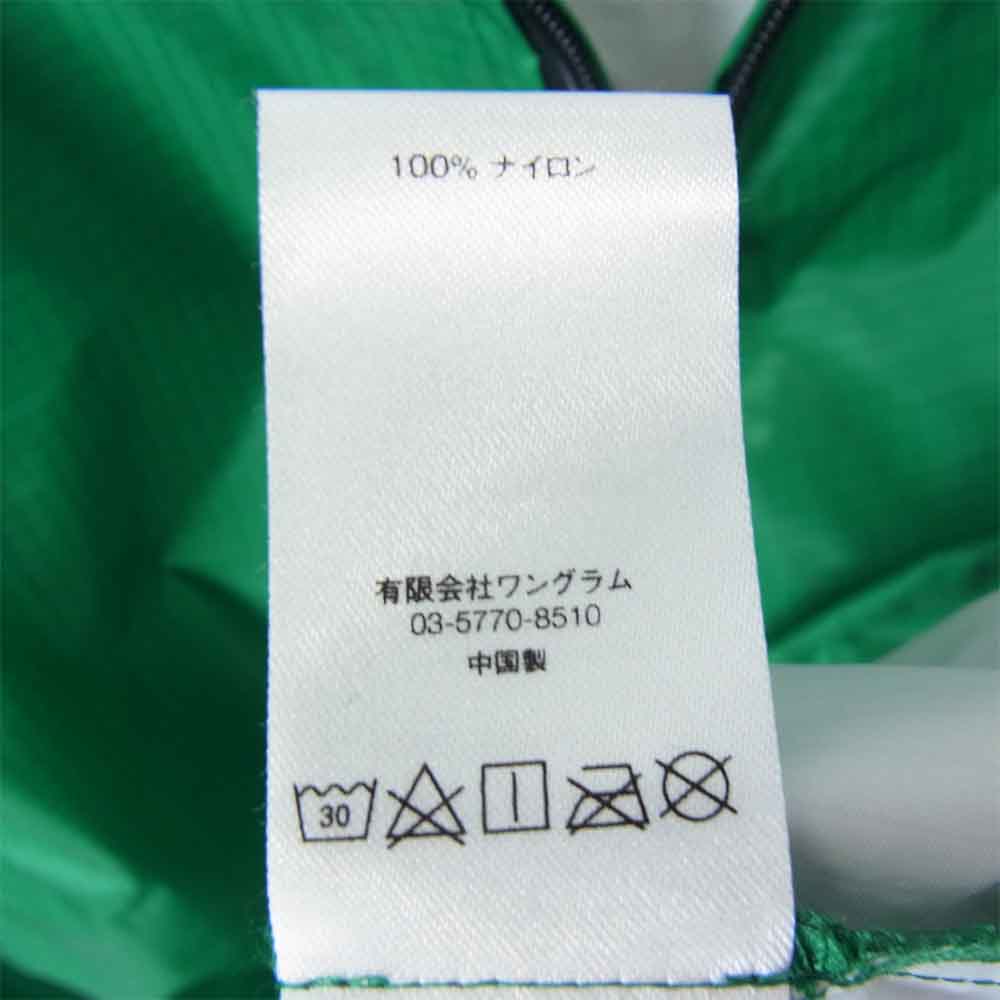 100% ナイロン
有限会社ワングラム
03-5770-8510
中国製
30